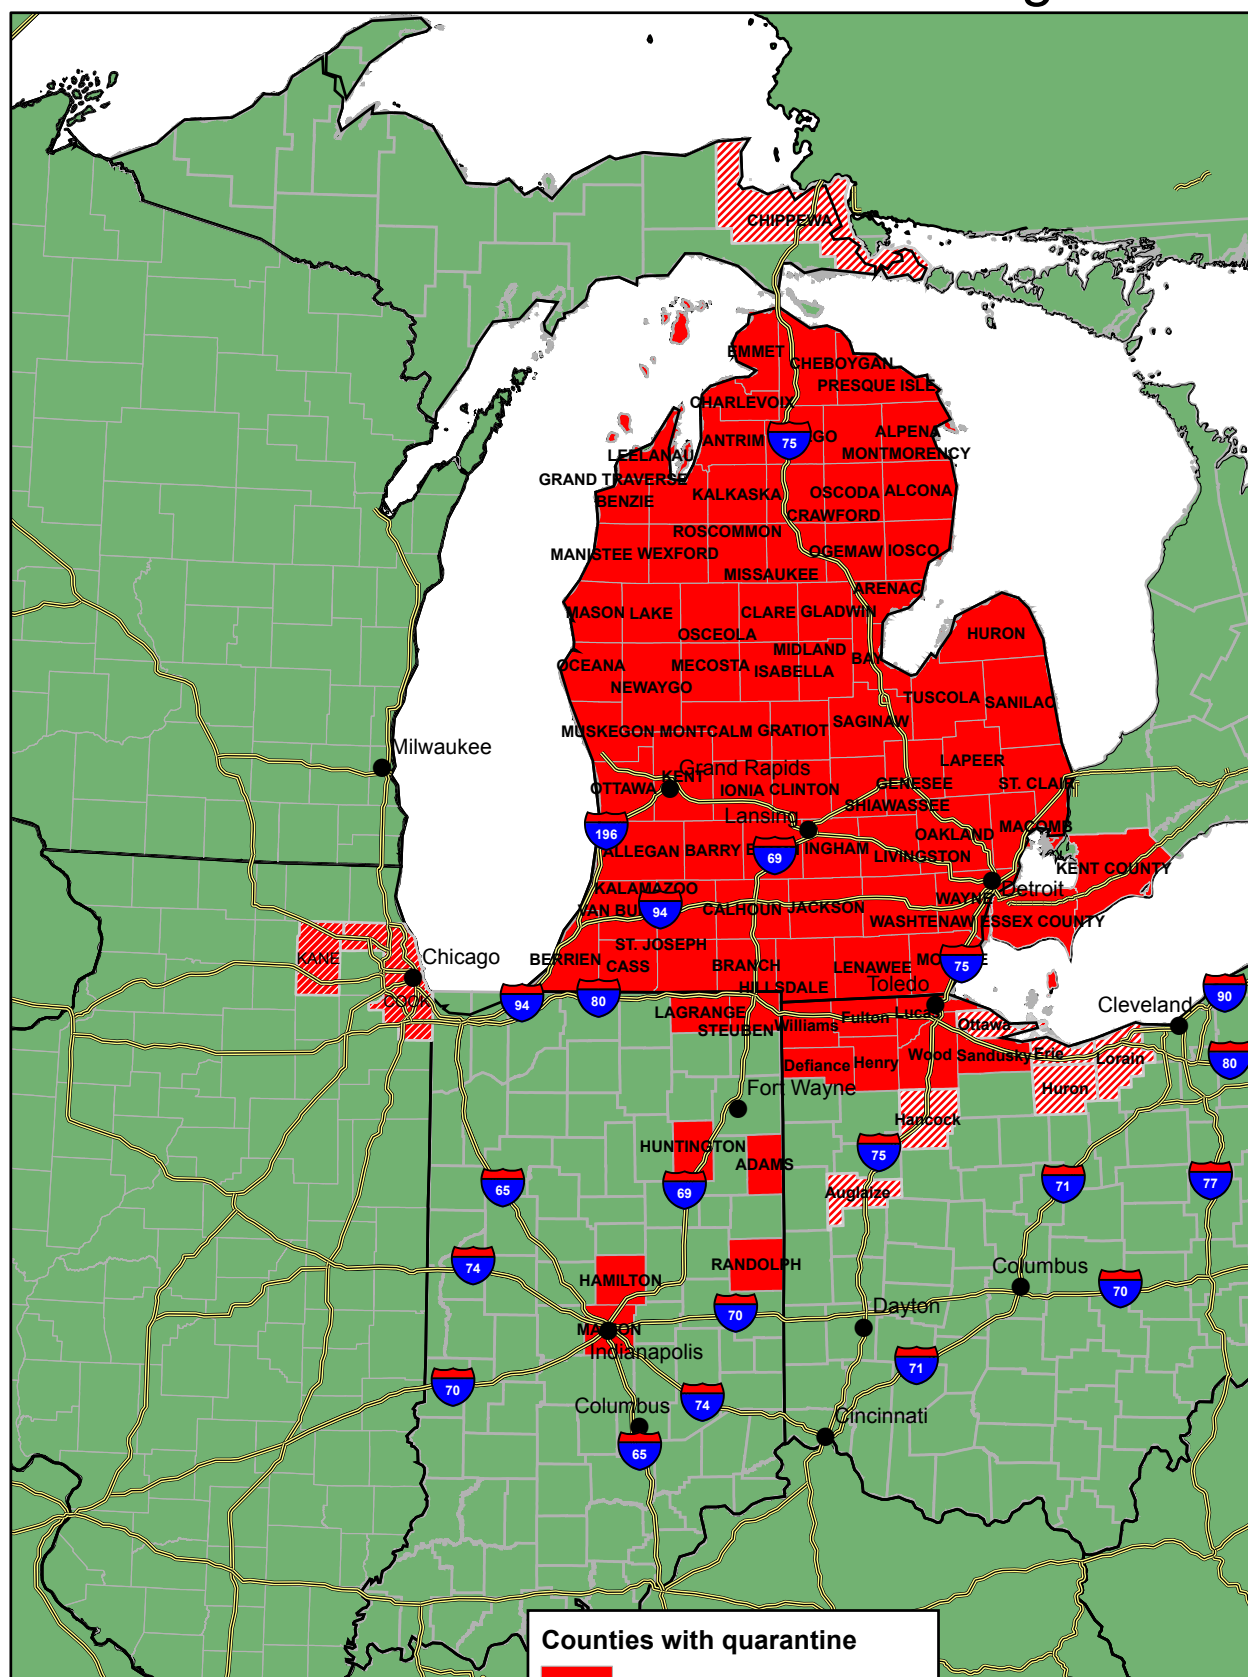 g
CHIPPEWA
EMMET
CHEBOYGAN
PRESQUE ISLE
CHARLEVOIX
ANTRIM
GO
ALPENA
MONTMORENCY
75
LEELANAU
GRAND TRAVERSE
BENZIE
KALKASKA
OSCODA
ALCONA
CRAWFORD
ROSCOMMON
MANISTEE
WEXFORD
OGEMAW
IOSCO
MISSAUKEE
ARENAC
MASON
LAKE
CLARE
GLADWIN
OSCEOLA
HURON
MIDLAND
BAY
OCEANA
MECOSTA
ISABELLA
NEWAYGO
TUSCOLA
SANILAC
MUSKEGON
MONTCALM
GRATIOT
SAGINAW
Milwaukee
LAPEER
Grand Rapids
KENT
OTTAWA
IONIA
CLINTON
GENESEE
ST. CLAIR
SHIAWASSEE
Lansing
196
OAKLAND
MACOMB
ALLEGAN
BARRY
69
INGHAM
LIVINGSTON
KENT COUNTY
KALAMAZOO
Detroit
VAN BU
94
CALHOUN
JACKSON
WAYNE
WASHTENAW
ESSEX COUNTY
ST. JOSEPH
BERRIEN
CASS
BRANCH
LENAWEE
MO
E
75
KANE
Chicago
HILLSDALE
Toledo
COOK
94
80
90
Cleveland
LAGRANGE
STEUBEN
Williams
Fulton
Lucas
Ottawa
Defiance
Henry
Wood
Sandusky
Erie
Lorain
80
Fort Wayne
Huron
Hancock
HUNTINGTON
ADAMS
75
65
69
Auglaize
71
77
74
HAMILTON
RANDOLPH
Columbus
70
70
Dayton
MARION
Indianapolis
71
70
74
Columbus
Cincinnati
65
Counties with quarantine